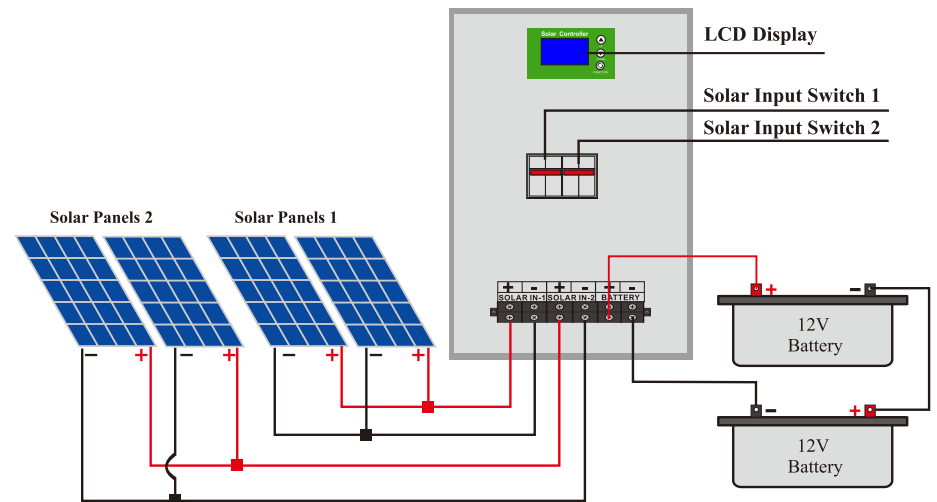 LCD Display
Solar Controller
FUNCTION
Solar Input Switch 1
Solar Input Switch 2
Solar Panels 2
Solar Panels 1
+ - + - + -
SOLAR IN-1 SOLAR IN-2 BATTERY
+ -
12V
Battery
- + - + - + - +
- +
12V
Battery